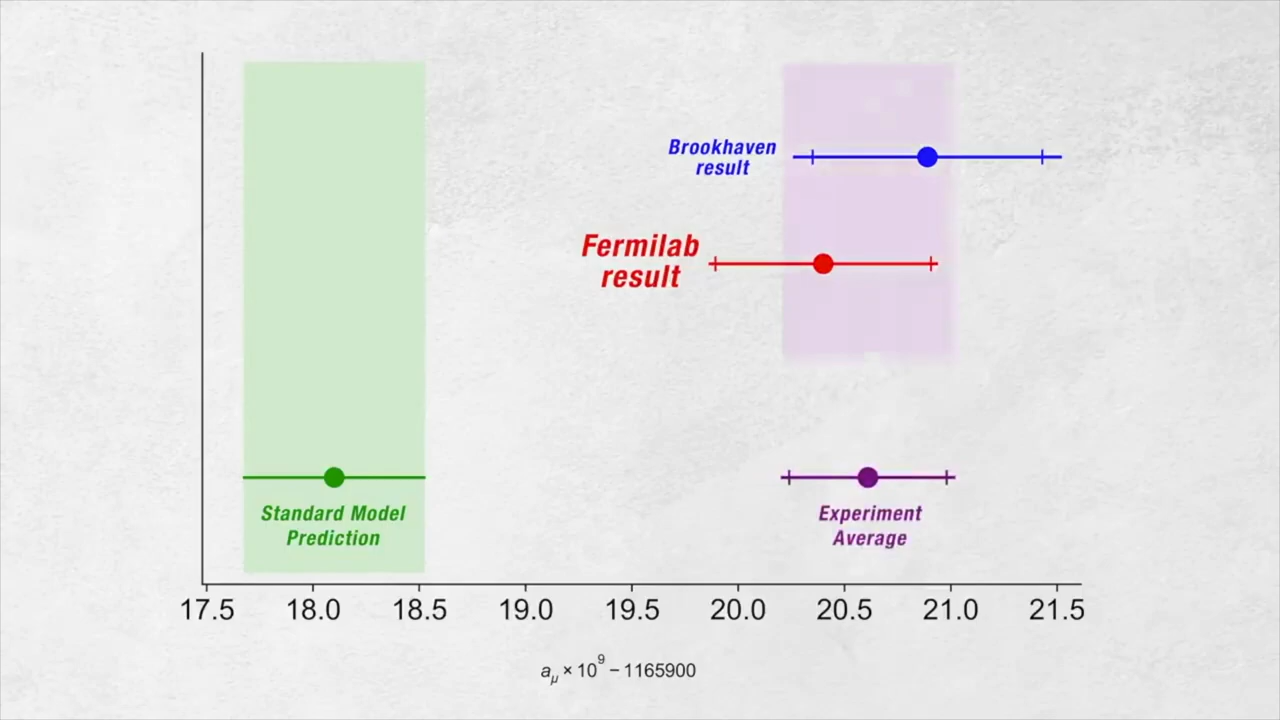 Brookhaven
result
Fermilab
result
Standard Model
Prediction
Experiment
Average
17.5 18.0 18.5 19.0 19.5 20.0 20.5 21.0 21.5
aμ × 10⁹ − 1165900